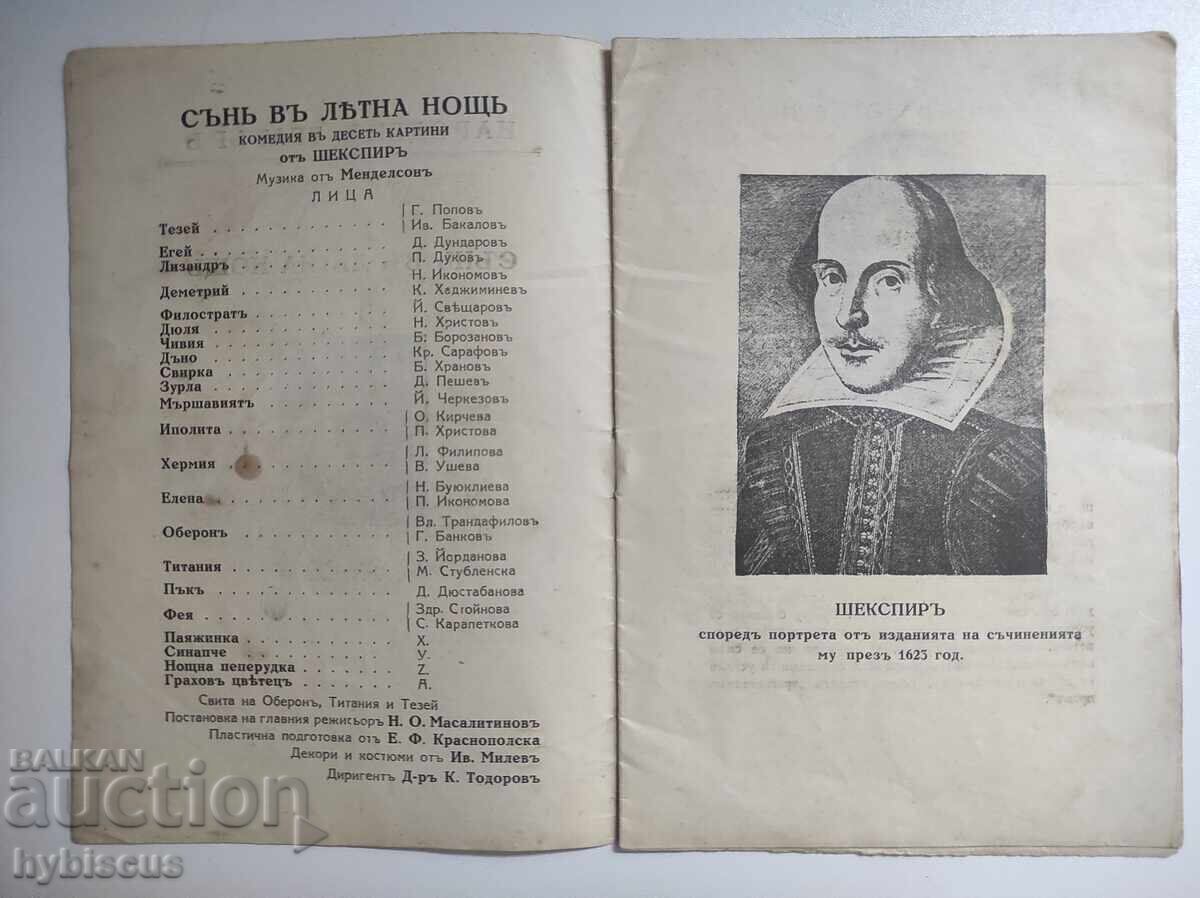 СЪНЬ ВЪ ЛѢТНА НОЩЬ
КОМЕДИЯ ВЪ ДЕСЕТЬ КАРТИНИ
отъ ШЕКСПИРЪ
Музика отъ Менделсонъ
ЛИЦА
Тезей . . . . . . . . . . . . Г. Поповъ
Ив. Бакаловъ
Егей . . . . . . . . . . . . Д. Дундаровъ
Лизандръ . . . . . . . . . . П. Дуковъ
Н. Икономовъ
Деметрий . . . . . . . . . . К. Хаджиминевъ
Филостратъ . . . . . . . . . Й. Свѣщаровъ
Дюля . . . . . . . . . . . . Н. Христовъ
Чивия . . . . . . . . . . . . Б. Борозановъ
Дъно . . . . . . . . . . . . Кр. Сарафовъ
Свирка . . . . . . . . . . . Б. Храновъ
Зурла . . . . . . . . . . . . Д. Пешевъ
Мършавиятъ . . . . . . . . . Й. Черкезовъ
Иполита . . . . . . . . . . . О. Кирчева
П. Христова
Хермия . . . . . . . . . . . Л. Филипова
В. Ушева
Елена . . . . . . . . . . . . Н. Буюклиева
П. Икономова
Оберонъ . . . . . . . . . . . Вл. Трандафиловъ
Г. Банковъ
Титания . . . . . . . . . . . З. Йорданова
М. Стубленска
Пъкъ . . . . . . . . . . . . Д. Дюстабанова
Фея . . . . . . . . . . . . . Здр. Стойнова
С. Карапеткова
Паяжинка . . . . . . . . . . Х.
Синапче . . . . . . . . . . . У.
Нощна пеперудка . . . . . . . Z.
Граховъ цвѣтецъ . . . . . . . А.
Свита на Оберонъ, Титания и Тезей
Постановка на главния режисьоръ Н. О. Масалитиновъ
Пластична подготовка отъ Е. Ф. Краснополска
Декори и костюми отъ Ив. Милевъ
Диригентъ Д-ръ К. Тодоровъ
ШЕКСПИРЪ
споредъ портрета отъ изданията на съчиненията
му презъ 1623 год.
BALKAN
auction
hybiscus